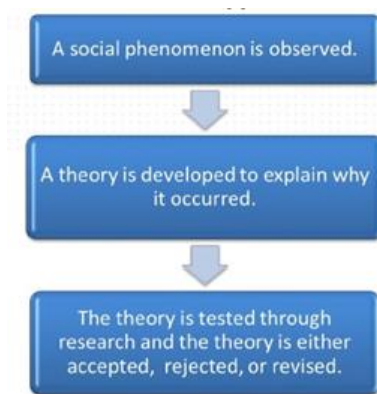 A social phenomenon is observed.
A theory is developed to explain why
it occurred.
The theory is tested through
research and the theory is either
accepted, rejected, or revised.